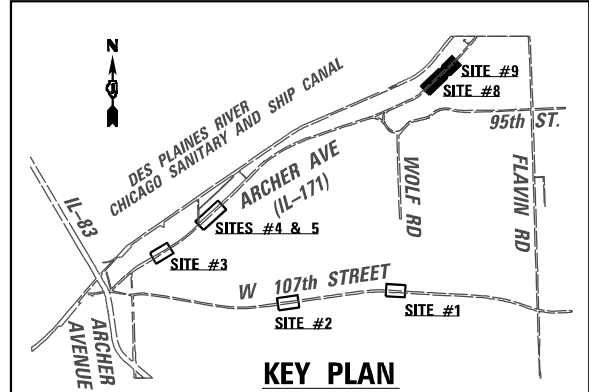 N
DES PLAINES RIVER
CHICAGO SANITARY AND SHIP CANAL
SITE #9
SITE #8
95th ST.
ARCHER AVE
(IL-171)
WOLF RD
FLAVIN RD
IL-83
SITES #4 & 5
SITE #3
W 107th STREET
SITE #1
SITE #2
ARCHER
AVENUE
KEY PLAN